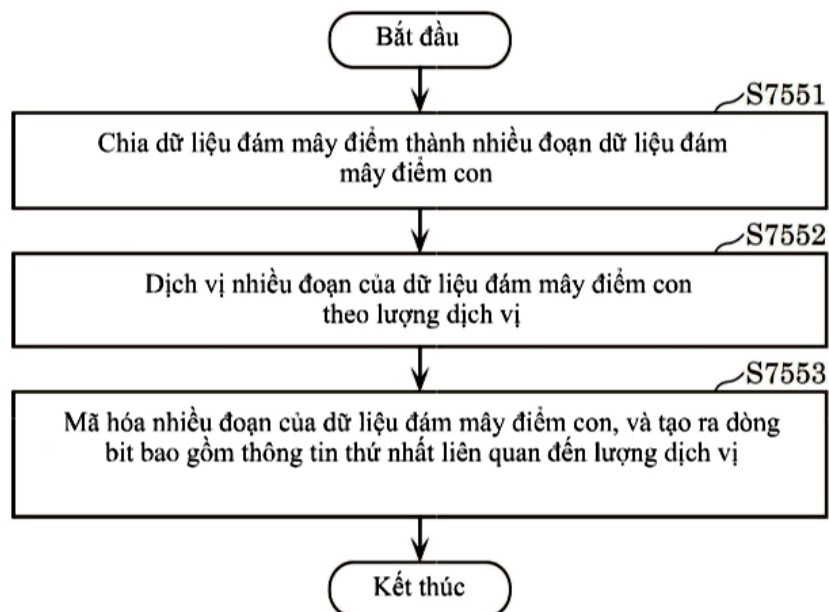 Bắt đầu
S7551
Chia dữ liệu đám mây điểm thành nhiều đoạn dữ liệu đám
mây điểm con
S7552
Dịch vị nhiều đoạn của dữ liệu đám mây điểm con
theo lượng dịch vị
S7553
Mã hóa nhiều đoạn của dữ liệu đám mây điểm con, và tạo ra dòng
bit bao gồm thông tin thứ nhất liên quan đến lượng dịch vị
Kết thúc